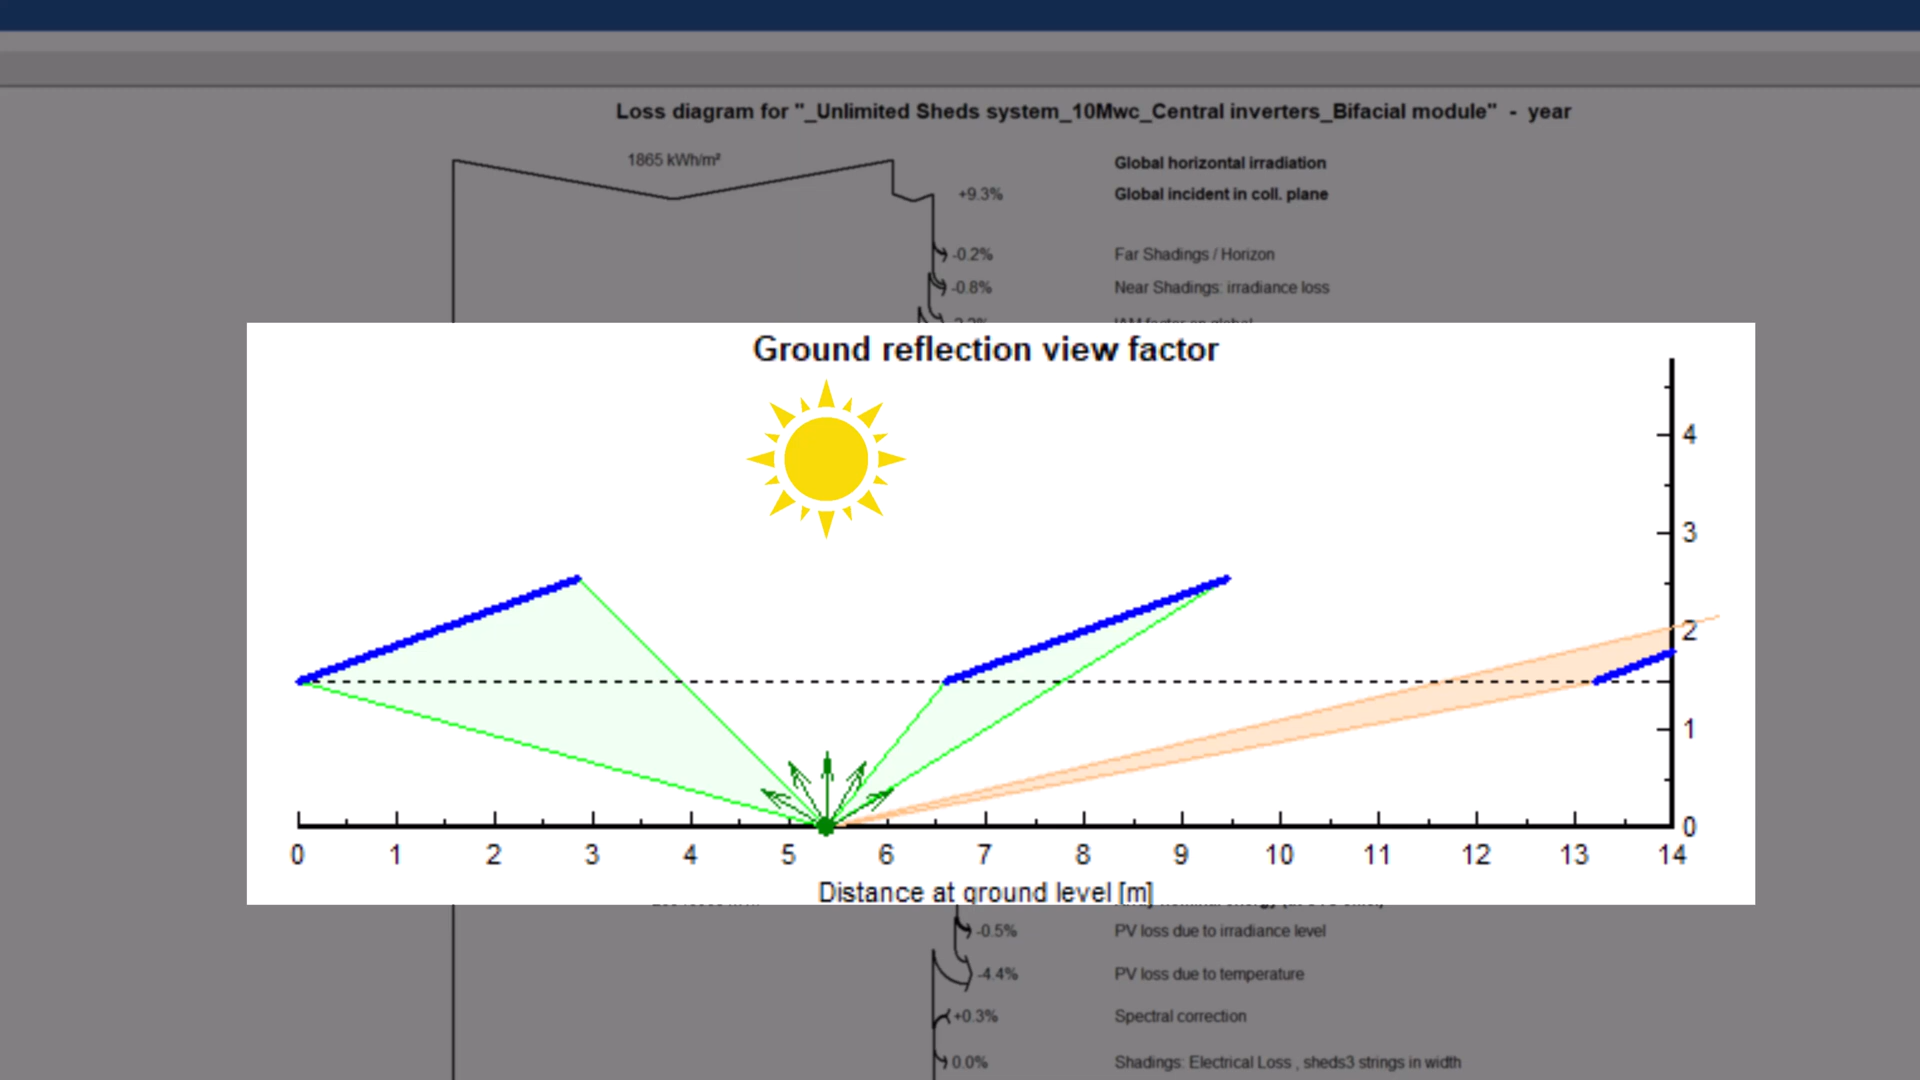 Loss diagram for "_Unlimited Sheds system_10Mwc_Central inverters_Bifacial module" - year
1865 kWh/m²
Global horizontal irradiation
+9.3%
Global incident in coll. plane
-0.2%
Far Shadings / Horizon
-0.8%
Near Shadings: irradiance loss
Ground reflection view factor
4
3
2
1
0
0 1 2 3 4 5 6 7 8 9 10 11 12 13 14
Distance at ground level [m]
-0.5%
PV loss due to irradiance level
-4.4%
PV loss due to temperature
+0.3%
Spectral correction
0.0%
Shadings: Electrical Loss , sheds3 strings in width